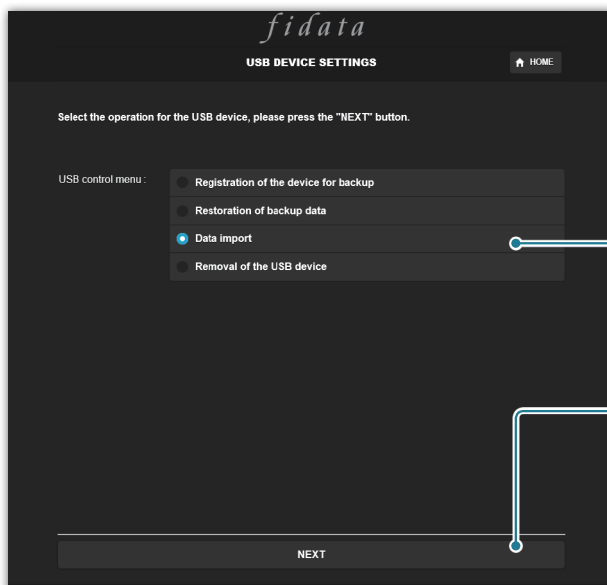 fidata
USB DEVICE SETTINGS
HOME
Select the operation for the USB device, please press the "NEXT" button.
USB control menu :
Registration of the device for backup
Restoration of backup data
Data import
Removal of the USB device
NEXT